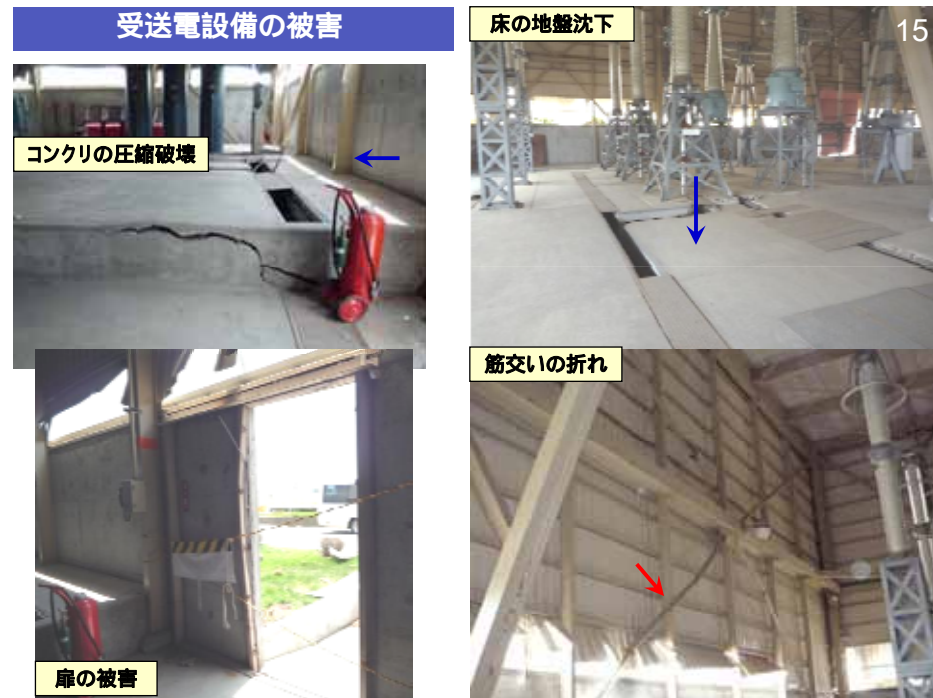 受送電設備の被害
床の地盤沈下
15
コンクリの圧縮破壊
筋交いの折れ
扉の被害